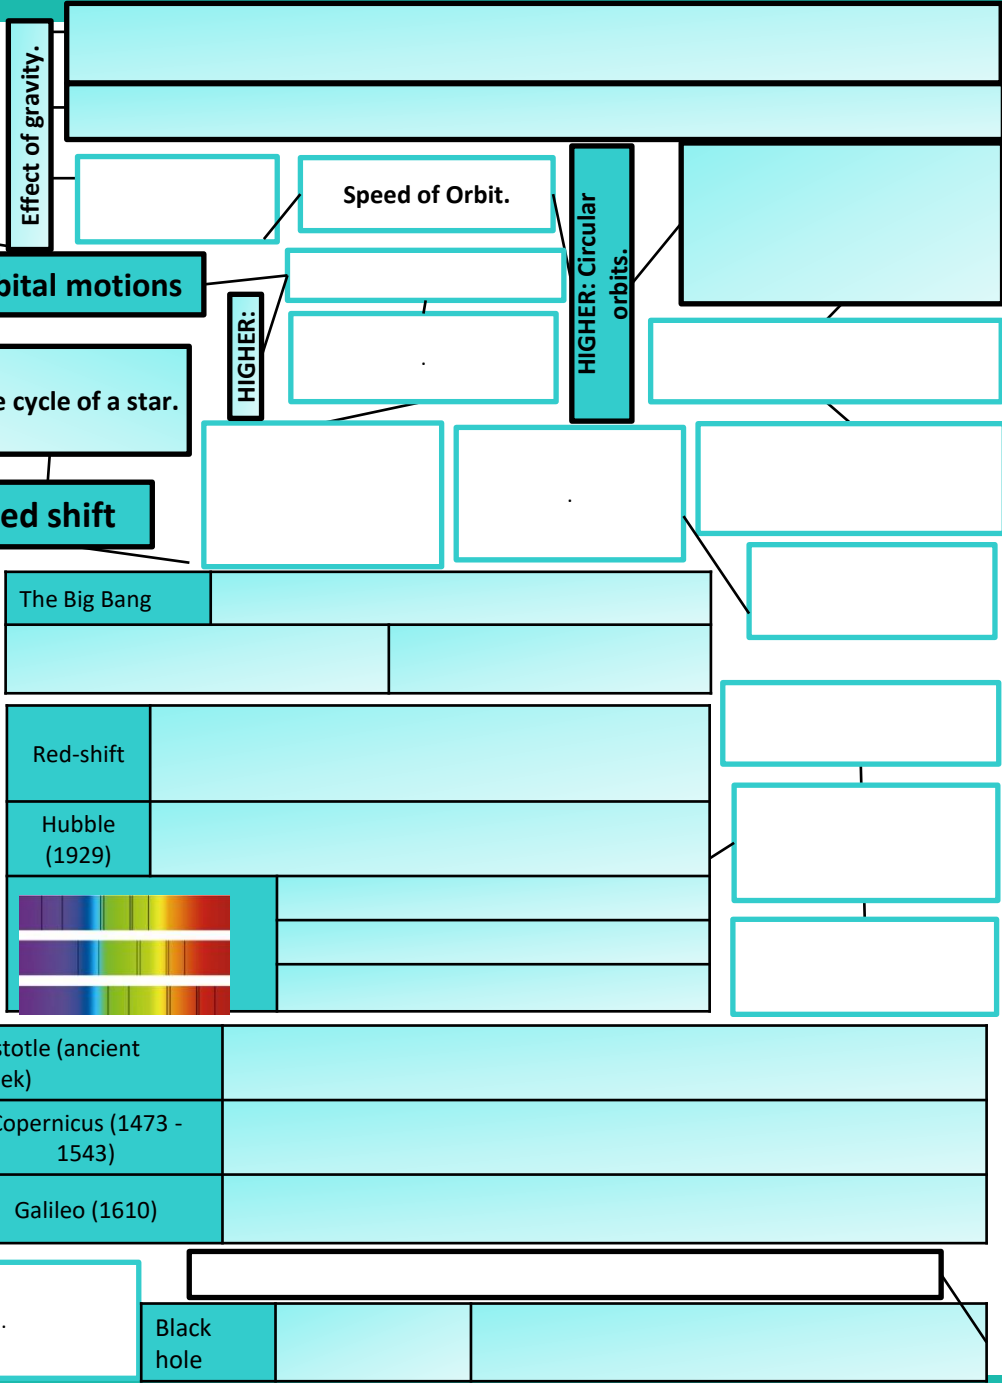 Effect of gravity.
Speed of Orbit.
HIGHER: Circular
orbits.
bital motions
HIGHER:
.
e cycle of a star.
.
ed shift
The Big Bang
Red-shift
Hubble
(1929)
stotle (ancient
ek)
Copernicus (1473 -
1543)
Galileo (1610)
.
Black
hole